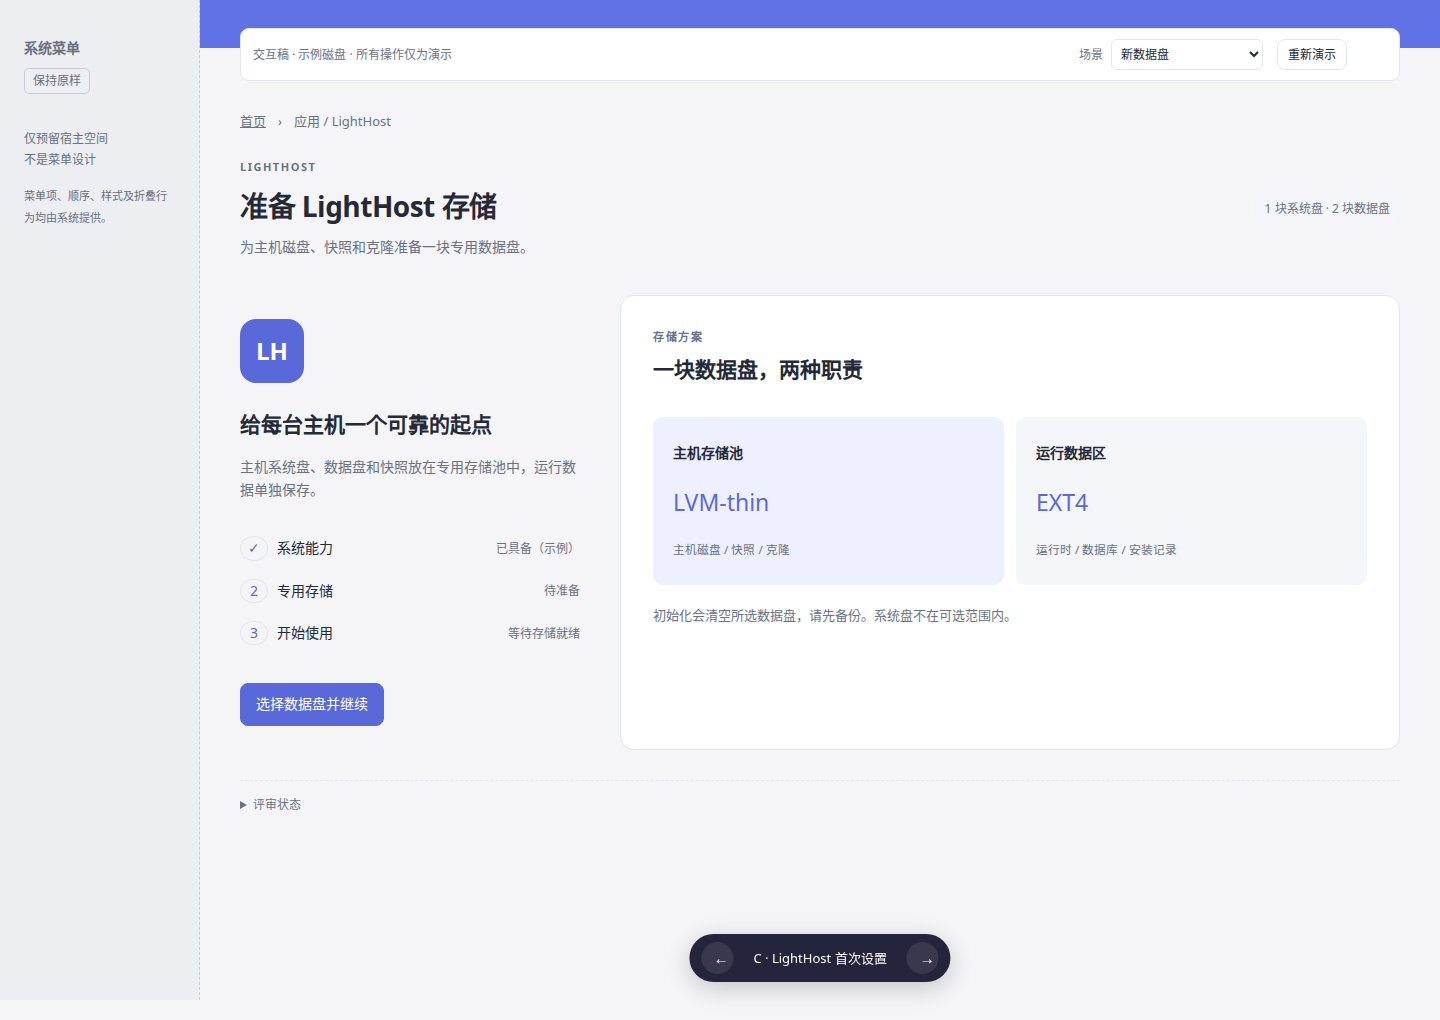 系统菜单
保持原样
仅预留宿主空间
不是菜单设计
菜单项、顺序、样式及折叠行
为均由系统提供。
交互稿 · 示例磁盘 · 所有操作仅为演示
场景 新数据盘 重新演示
首页 › 应用 / LightHost
LIGHTHOST
准备 LightHost 存储
1 块系统盘 · 2 块数据盘
为主机磁盘、快照和克隆准备一块专用数据盘。
LH
给每台主机一个可靠的起点
主机系统盘、数据盘和快照放在专用存储池中，运行数
据单独保存。
✓ 系统能力 已具备（示例）
2 专用存储 待准备
3 开始使用 等待存储就绪
选择数据盘并继续
存储方案
一块数据盘，两种职责
主机存储池
LVM-thin
主机磁盘 / 快照 / 克隆
运行数据区
EXT4
运行时 / 数据库 / 安装记录
初始化会清空所选数据盘，请先备份。系统盘不在可选范围内。
▶ 评审状态
← C · LightHost 首次设置 →